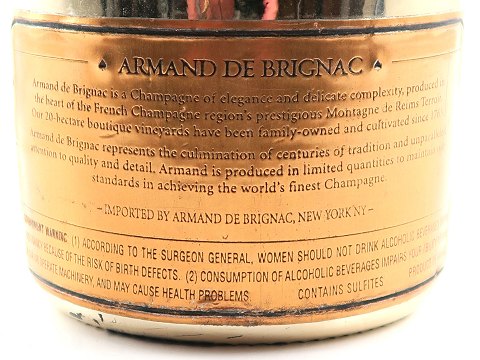 ARMAND DE BRIGNAC
Armand de Brignac is a Champagne of elegance and delicate complexity, produced in
the heart of the French Champagne region's prestigious Montagne de Reims Terroir.
Our 20-hectare boutique vineyards have been family-owned and cultivated since
Armand de Brignac represents the culmination of centuries of tradition and
attention to quality and detail. Armand is produced in limited quantities to maintain
standards in achieving the world's finest Champagne.
– IMPORTED BY ARMAND DE BRIGNAC, NEW YORK NY –
WARNING (1) ACCORDING TO THE SURGEON GENERAL, WOMEN SHOULD NOT DRINK ALCOHOLIC
BECAUSE OF THE RISK OF BIRTH DEFECTS. (2) CONSUMPTION OF ALCOHOLIC BEVERAGES IMPAIRS YOUR
OPERATE MACHINERY, AND MAY CAUSE HEALTH PROBLEMS. CONTAINS SULFITES